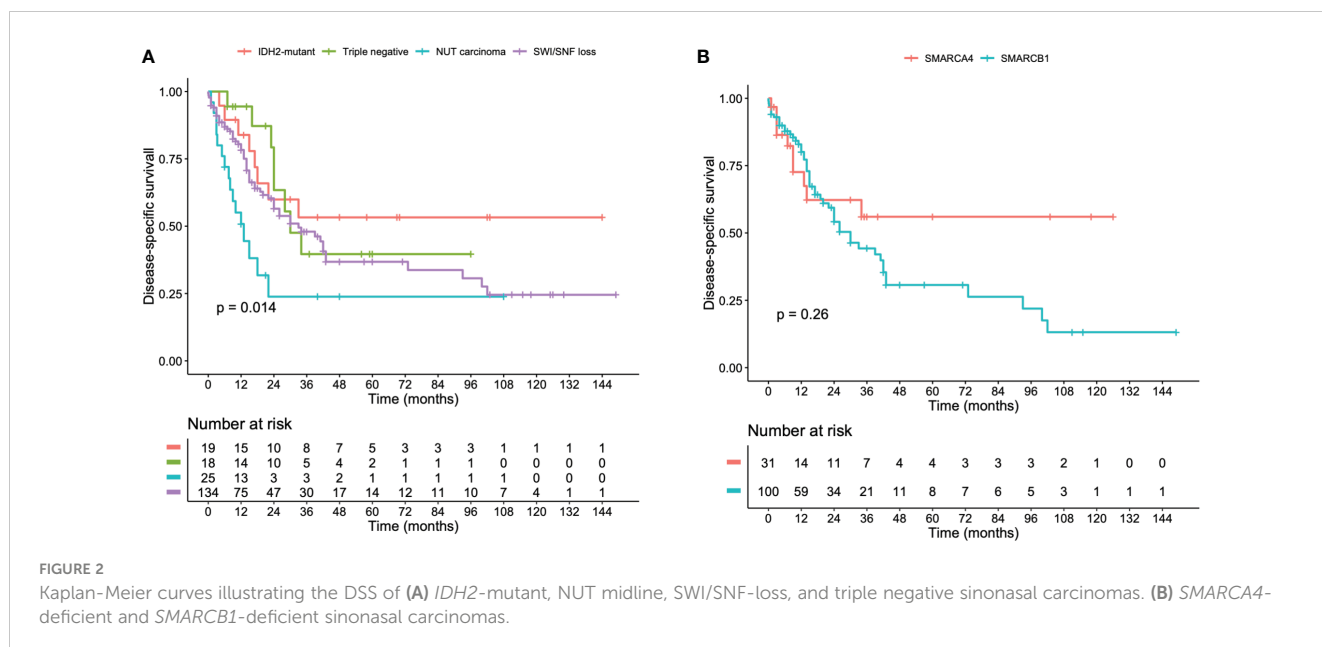 A
IDH2-mutant Triple negative NUT carcinoma SWI/SNF loss
Disease-specific survivall
1.00
0.75
0.50
0.25
0.00
p = 0.014
0 12 24 36 48 60 72 84 96 108 120 132 144
Time (months)
Number at risk
19 15 10 8 7 5 3 3 3 1 1 1 1
18 14 10 5 4 2 1 1 1 0 0 0 0
25 13 3 3 2 1 1 1 1 1 0 0 0
134 75 47 30 17 14 12 11 10 7 4 1 1
0 12 24 36 48 60 72 84 96 108 120 132 144
Time (months)
B
SMARCA4 SMARCB1
Disease-specific survival
1.00
0.75
0.50
0.25
0.00
p = 0.26
0 12 24 36 48 60 72 84 96 108 120 132 144
Time (months)
Number at risk
31 14 11 7 4 4 3 3 3 2 1 0 0
100 59 34 21 11 8 7 6 5 3 1 1 1
0 12 24 36 48 60 72 84 96 108 120 132 144
Time (months)
FIGURE 2
Kaplan-Meier curves illustrating the DSS of (A) IDH2-mutant, NUT midline, SWI/SNF-loss, and triple negative sinonasal carcinomas. (B) SMARCA4-
deficient and SMARCB1-deficient sinonasal carcinomas.